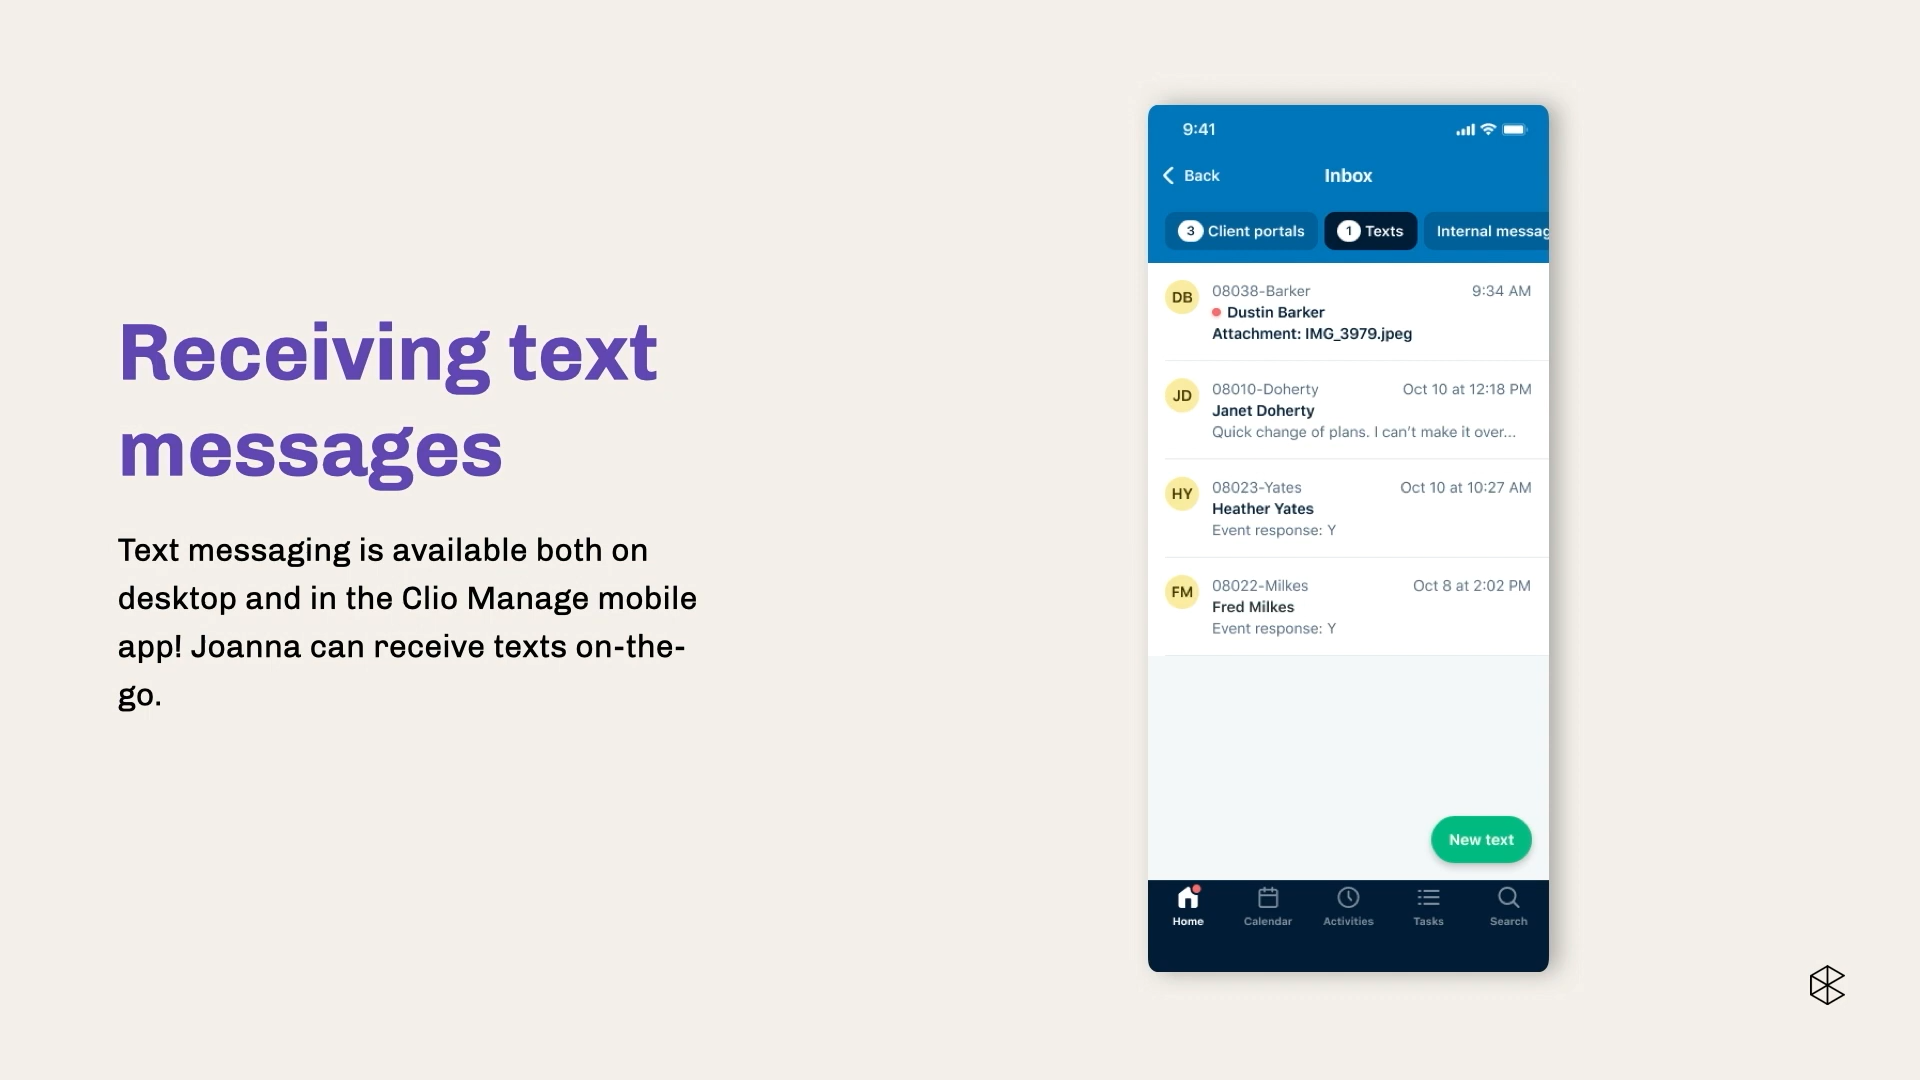 Receiving text
messages
Text messaging is available both on
desktop and in the Clio Manage mobile
app! Joanna can receive texts on-the-
go.
9:41
Back
Inbox
3 Client portals
1 Texts
Internal messag
DB
08038-Barker
9:34 AM
Dustin Barker
Attachment: IMG_3979.jpeg
JD
08010-Doherty
Oct 10 at 12:18 PM
Janet Doherty
Quick change of plans. I can't make it over...
HY
08023-Yates
Oct 10 at 10:27 AM
Heather Yates
Event response: Y
FM
08022-Milkes
Oct 8 at 2:02 PM
Fred Milkes
Event response: Y
New text
Home
Calendar
Activities
Tasks
Search